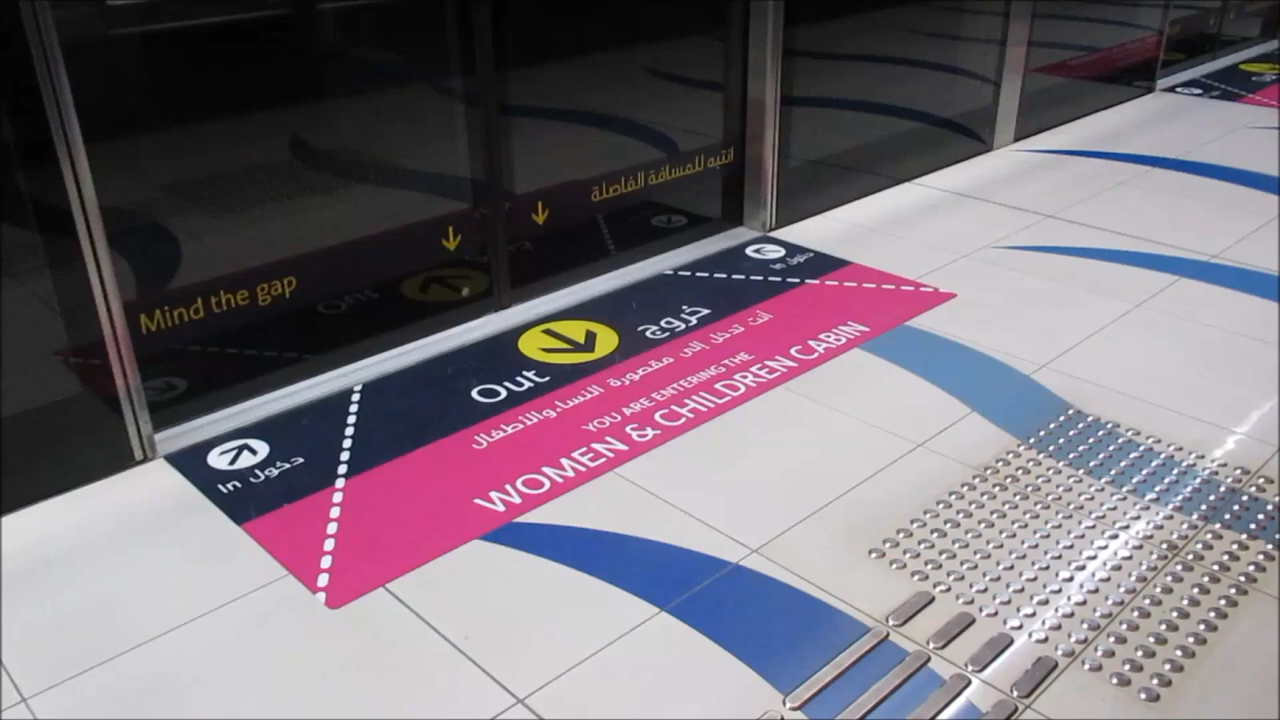 انتبه للمسافة الفاصلة
Mind the gap
In دخول
Out خروج
دخول In
أنت تدخل إلى مقصورة النساء والأطفال
YOU ARE ENTERING THE
WOMEN & CHILDREN CABIN
Out